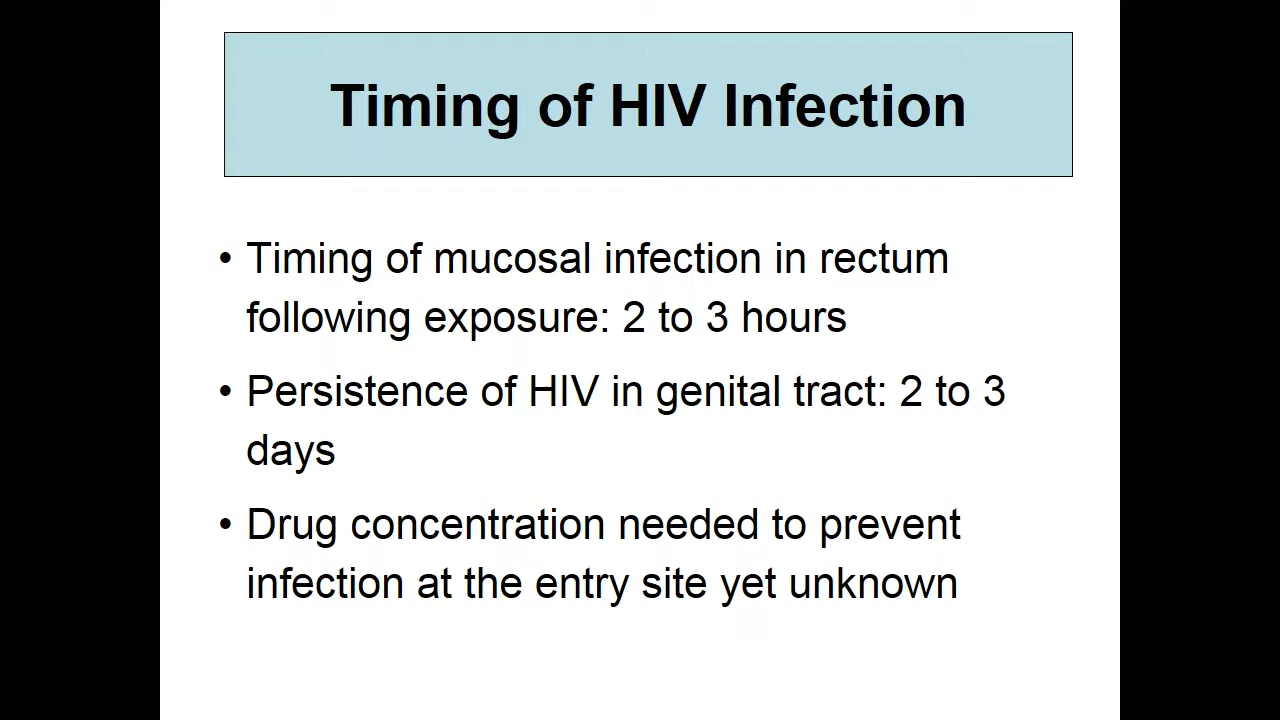 Timing of HIV Infection
• Timing of mucosal infection in rectum
following exposure: 2 to 3 hours
• Persistence of HIV in genital tract: 2 to 3
days
• Drug concentration needed to prevent
infection at the entry site yet unknown